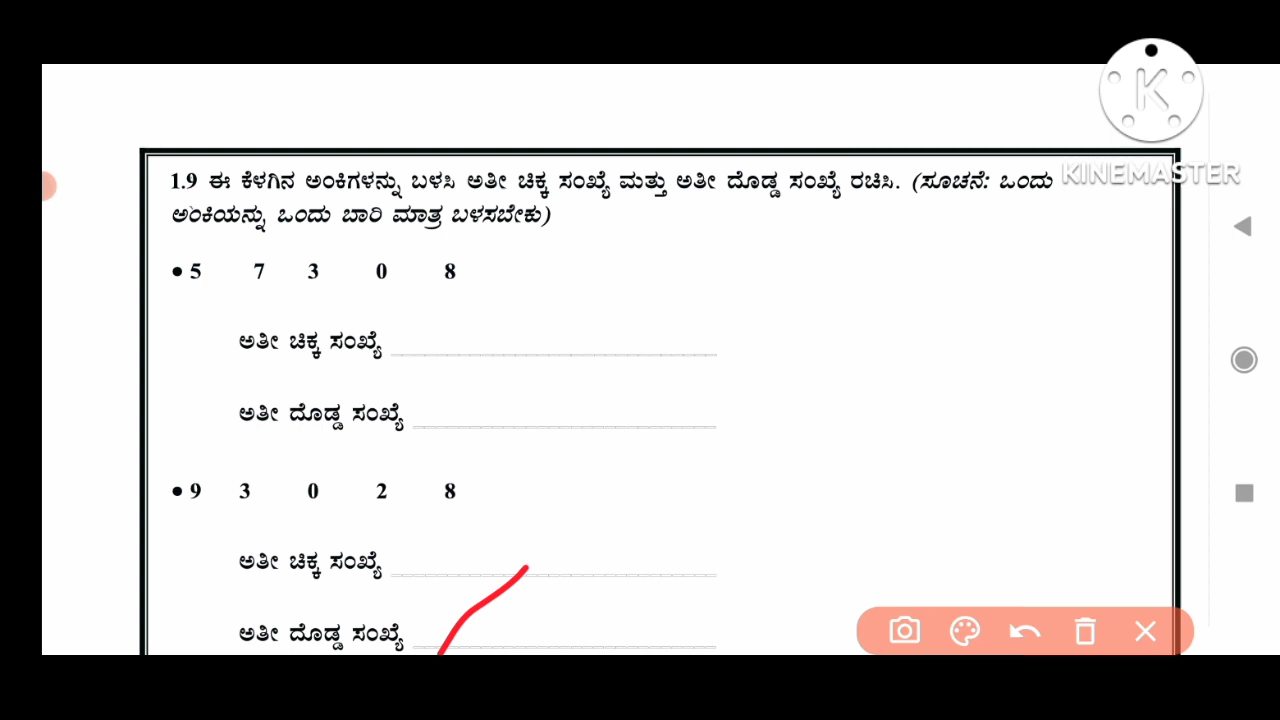 K
KINEMASTER
1.9 ಈ ಕೆಳಗಿನ ಅಂಕಿಗಳನ್ನು ಬಳಸಿ ಅತೀ ಚಿಕ್ಕ ಸಂಖ್ಯೆ ಮತ್ತು ಅತೀ ದೊಡ್ಡ ಸಂಖ್ಯೆ ರಚಿಸಿ. (ಸೂಚನೆ: ಒಂದು
ಅಂಕಿಯನ್ನು ಒಂದು ಬಾರಿ ಮಾತ್ರ ಬಳಸಬೇಕು)
● 5 7 3 0 8
ಅತೀ ಚಿಕ್ಕ ಸಂಖ್ಯೆ
ಅತೀ ದೊಡ್ಡ ಸಂಖ್ಯೆ
● 9 3 0 2 8
ಅತೀ ಚಿಕ್ಕ ಸಂಖ್ಯೆ
ಅತೀ ದೊಡ್ಡ ಸಂಖ್ಯೆ